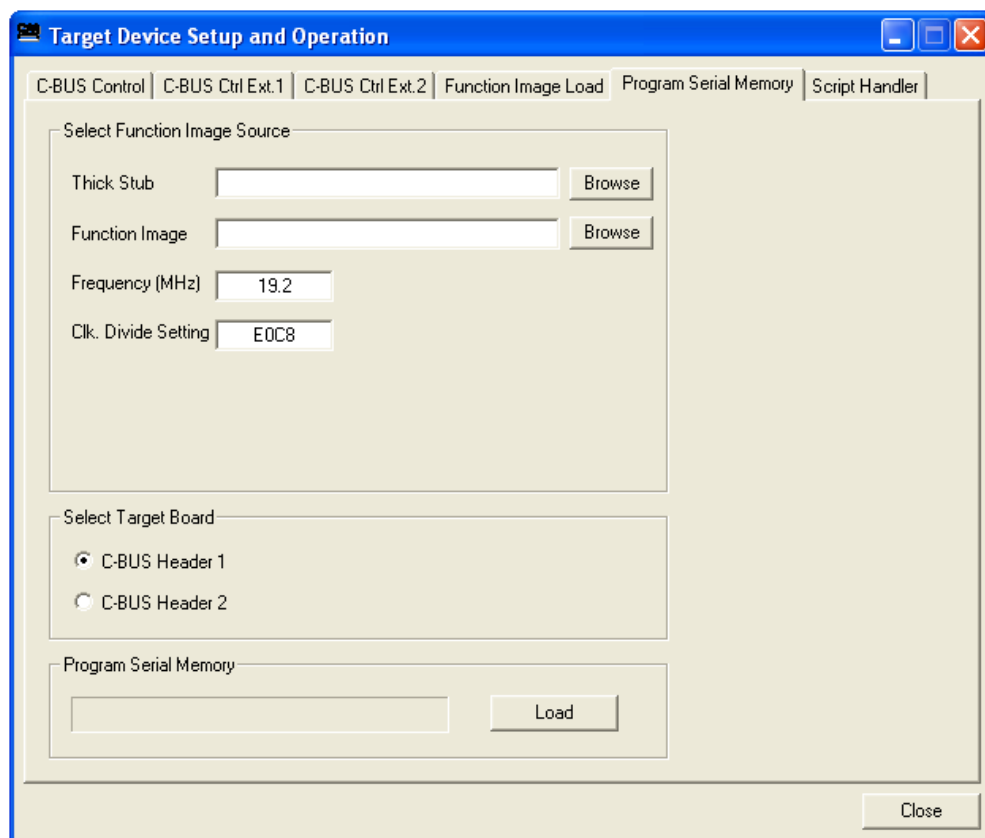 Target Device Setup and Operation
C-BUS Control C-BUS Ctrl Ext.1 C-BUS Ctrl Ext.2 Function Image Load Program Serial Memory Script Handler
Select Function Image Source
Thick Stub Browse
Function Image Browse
Frequency (MHz) 19.2
Clk. Divide Setting E0C8
Select Target Board
C-BUS Header 1
C-BUS Header 2
Program Serial Memory
Load
Close